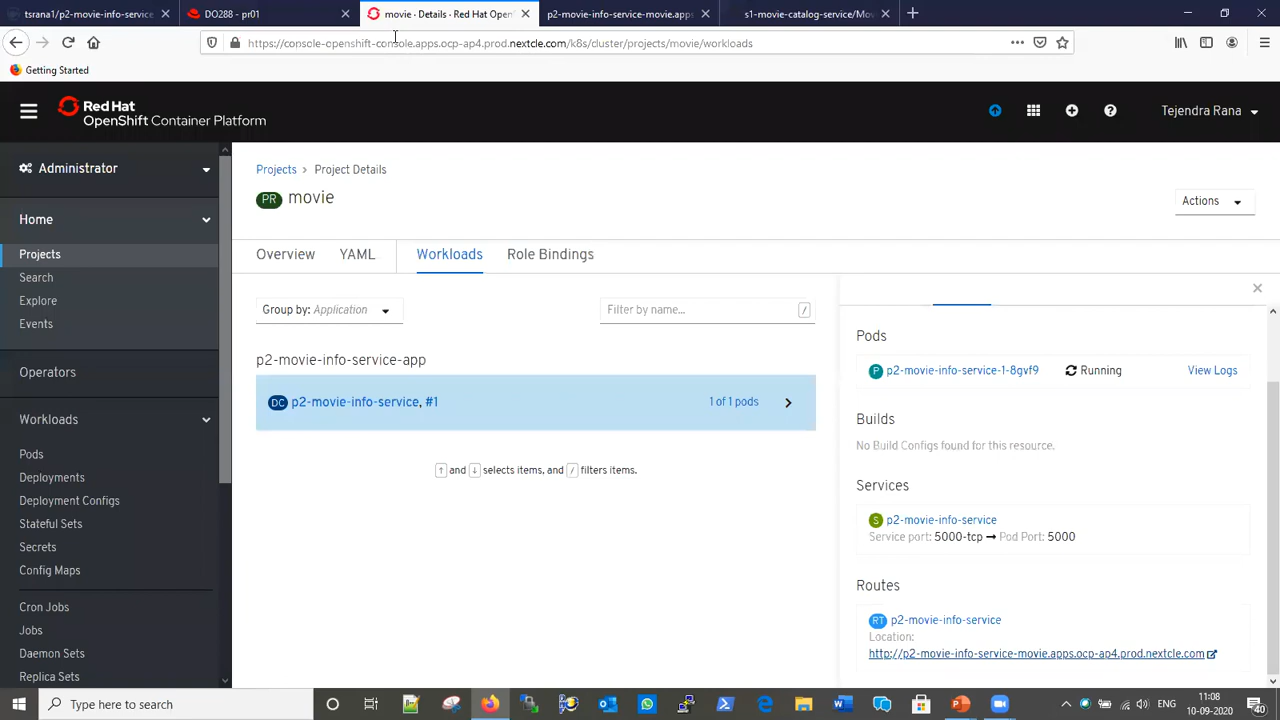 tsrana1/p2-movie-info-service
DO288 - pr01
movie · Details · Red Hat Open
p2-movie-info-service-movie.apps
s1-movie-catalog-service/Mov
https://console-openshift-console.apps.ocp-ap4.prod.nextcle.com/k8s/cluster/projects/movie/workloads
Getting Started
Red Hat
OpenShift Container Platform
Tejendra Rana
Administrator
Home
Projects
Search
Explore
Events
Operators
Workloads
Pods
Deployments
Deployment Configs
Stateful Sets
Secrets
Config Maps
Cron Jobs
Jobs
Daemon Sets
Replica Sets
Projects > Project Details
PR movie
Actions
Overview YAML Workloads Role Bindings
Group by: Application
Filter by name... /
p2-movie-info-service-app
DC p2-movie-info-service, #1 1 of 1 pods
↑ and ↓ selects items, and / filters items.
Pods
P p2-movie-info-service-1-8gvf9 Running View Logs
Builds
No Build Configs found for this resource.
Services
S p2-movie-info-service
Service port: 5000-tcp → Pod Port: 5000
Routes
RT p2-movie-info-service
Location:
http://p2-movie-info-service-movie.apps.ocp-ap4.prod.nextcle.com
Type here to search
ENG
11:08
10-09-2020
40